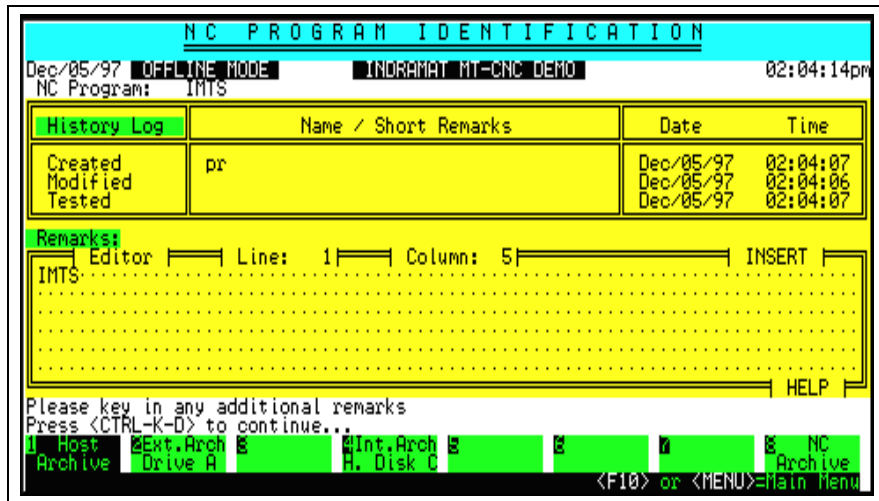 NC PROGRAM IDENTIFICATION
Dec/05/97 OFFLINE MODE INDRAMAT MT-CNC DEMO 02:04:14pm
NC Program: IMTS
History Log Name / Short Remarks Date Time
Created pr Dec/05/97 02:04:07
Modified Dec/05/97 02:04:06
Tested Dec/05/97 02:04:07
Remarks:
Editor Line: 1 Column: 5 INSERT
IMTS
HELP
Please key in any additional remarks
Press <CTRL-K-D> to continue...
1 Host 2 Ext.Arch 3 4 Int.Arch 5 6 7 8 NC
Archive Drive A H. Disk C Archive
<F10> or <MENU>=Main Menu